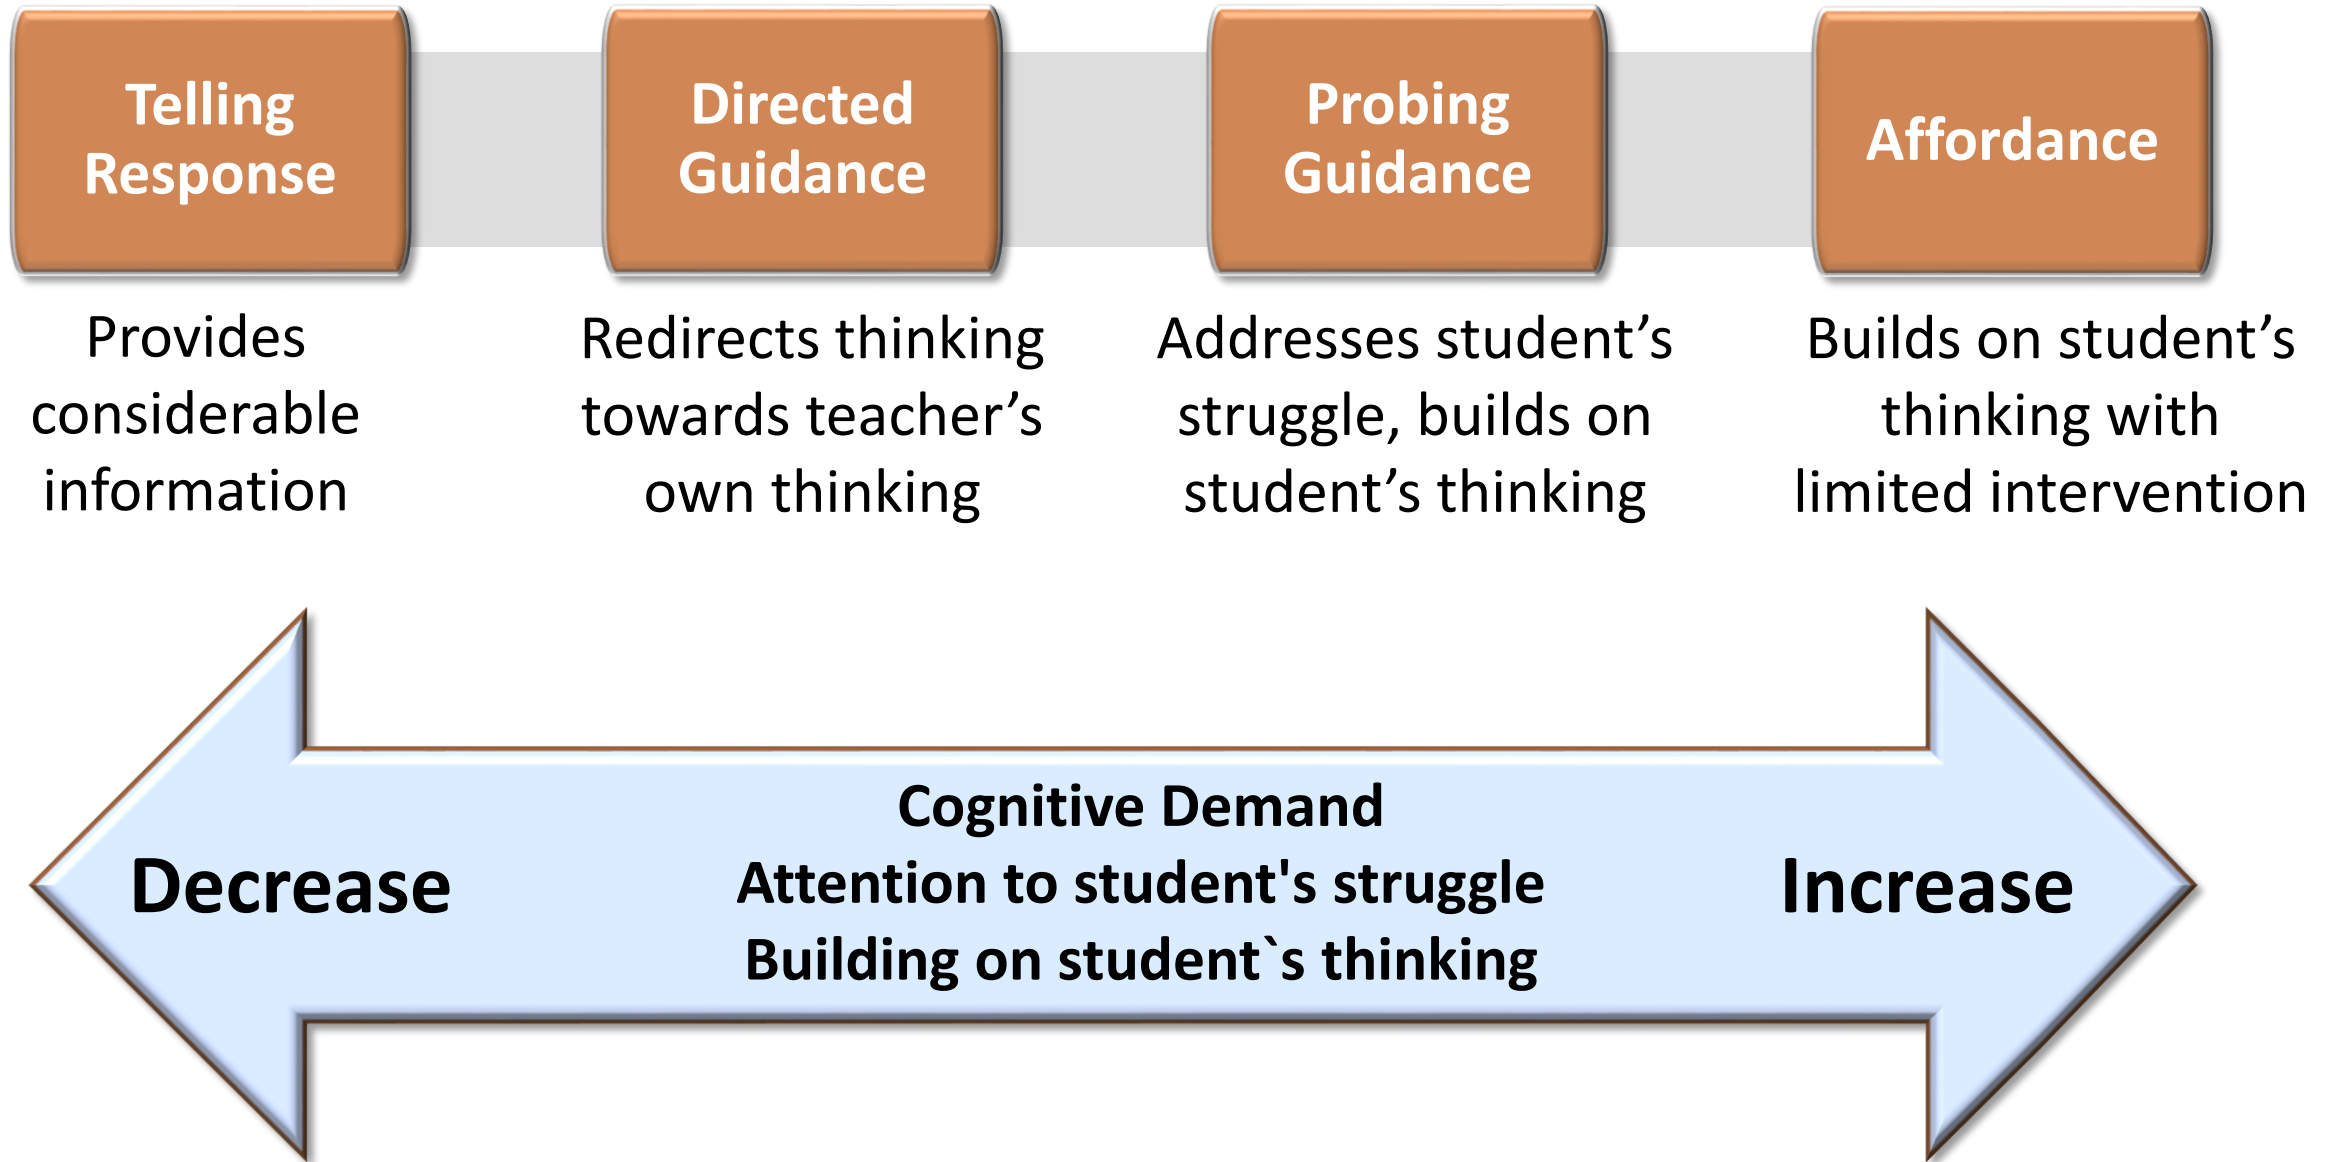 Telling
Response
Directed
Guidance
Probing
Guidance
Affordance
Provides
considerable
information
Redirects thinking
towards teacher’s
own thinking
Addresses student’s
struggle, builds on
student’s thinking
Builds on student’s
thinking with
limited intervention
Decrease
Cognitive Demand
Attention to student's struggle
Building on student`s thinking
Increase